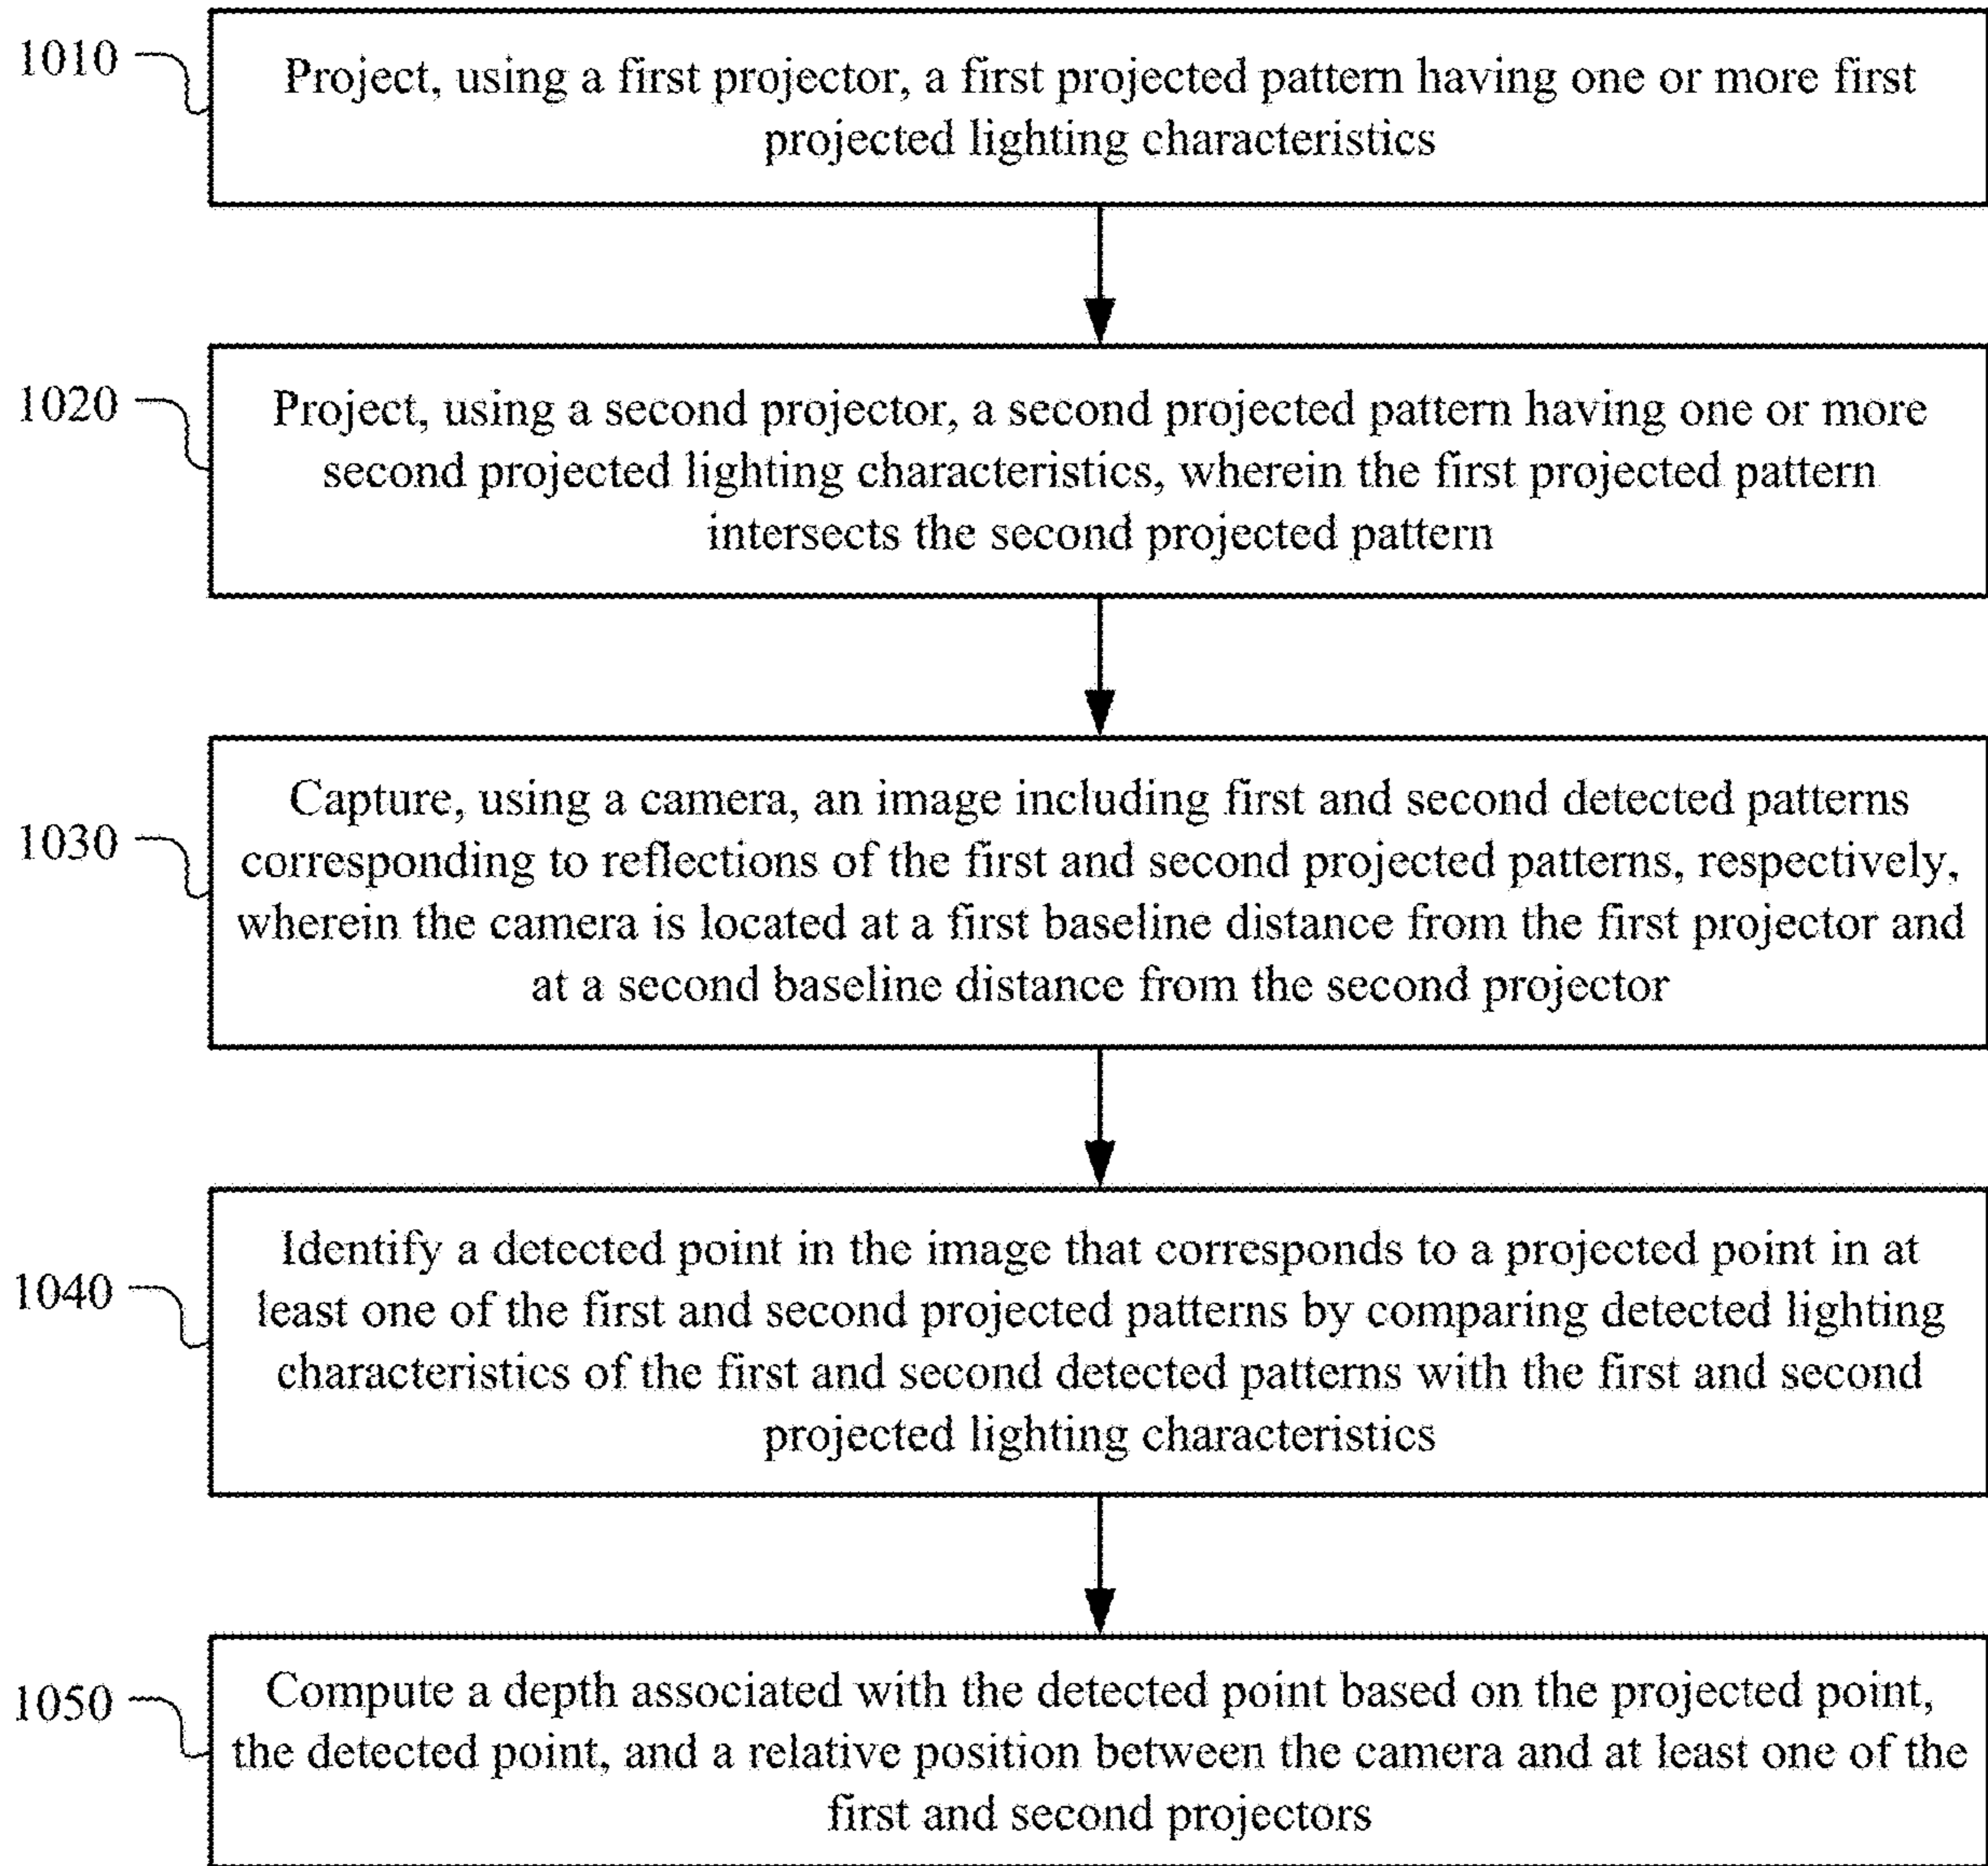 1010
Project, using a first projector, a first projected pattern having one or more first
projected lighting characteristics
1020
Project, using a second projector, a second projected pattern having one or more
second projected lighting characteristics, wherein the first projected pattern
intersects the second projected pattern
1030
Capture, using a camera, an image including first and second detected patterns
corresponding to reflections of the first and second projected patterns, respectively,
wherein the camera is located at a first baseline distance from the first projector and
at a second baseline distance from the second projector
1040
Identify a detected point in the image that corresponds to a projected point in at
least one of the first and second projected patterns by comparing detected lighting
characteristics of the first and second detected patterns with the first and second
projected lighting characteristics
1050
Compute a depth associated with the detected point based on the projected point,
the detected point, and a relative position between the camera and at least one of the
first and second projectors